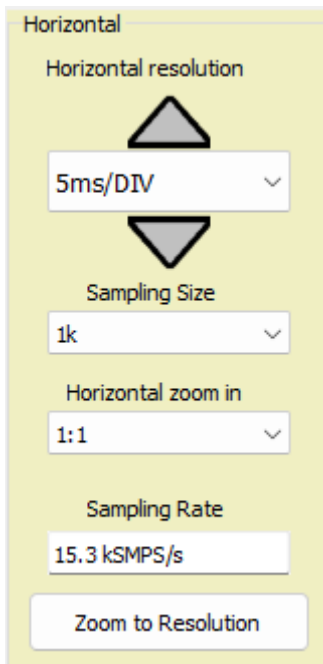 Horizontal
Horizontal resolution
5ms/DIV
Sampling Size
1k
Horizontal zoom in
1:1
Sampling Rate
15.3 kSMPS/s
Zoom to Resolution